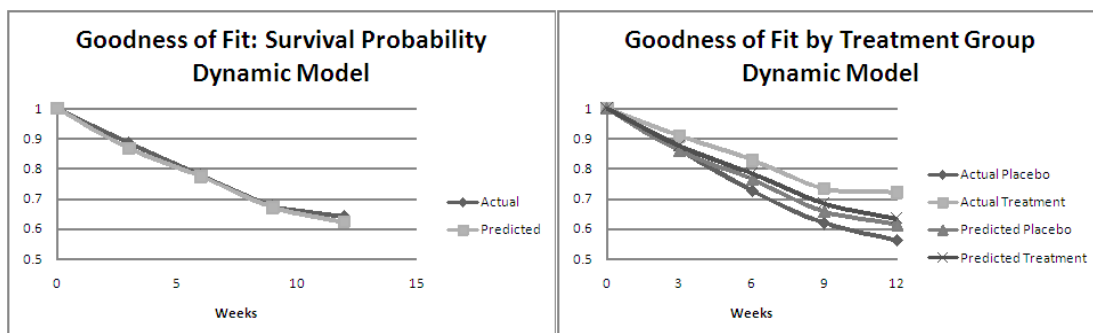 Goodness of Fit: Survival Probability
Dynamic Model
1
0.9
0.8
0.7
0.6
0.5
0
5
10
15
Weeks
Actual
Predicted
Goodness of Fit by Treatment Group
Dynamic Model
1
0.9
0.8
0.7
0.6
0.5
0
3
6
9
12
Weeks
Actual Placebo
Actual Treatment
Predicted Placebo
Predicted Treatment